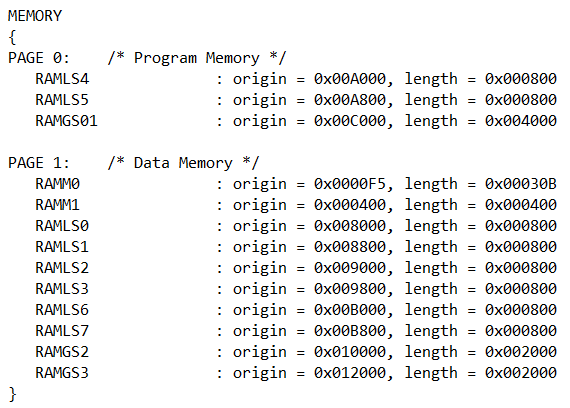 MEMORY
{
PAGE 0:    /* Program Memory */
   RAMLS4              : origin = 0x00A000, length = 0x000800
   RAMLS5              : origin = 0x00A800, length = 0x000800
   RAMGS01             : origin = 0x00C000, length = 0x004000

PAGE 1:    /* Data Memory */
   RAMM0               : origin = 0x0000F5, length = 0x00030B
   RAMM1               : origin = 0x000400, length = 0x000400
   RAMLS0              : origin = 0x008000, length = 0x000800
   RAMLS1              : origin = 0x008800, length = 0x000800
   RAMLS2              : origin = 0x009000, length = 0x000800
   RAMLS3              : origin = 0x009800, length = 0x000800
   RAMLS6              : origin = 0x00B000, length = 0x000800
   RAMLS7              : origin = 0x00B800, length = 0x000800
   RAMGS2              : origin = 0x010000, length = 0x002000
   RAMGS3              : origin = 0x012000, length = 0x002000
}